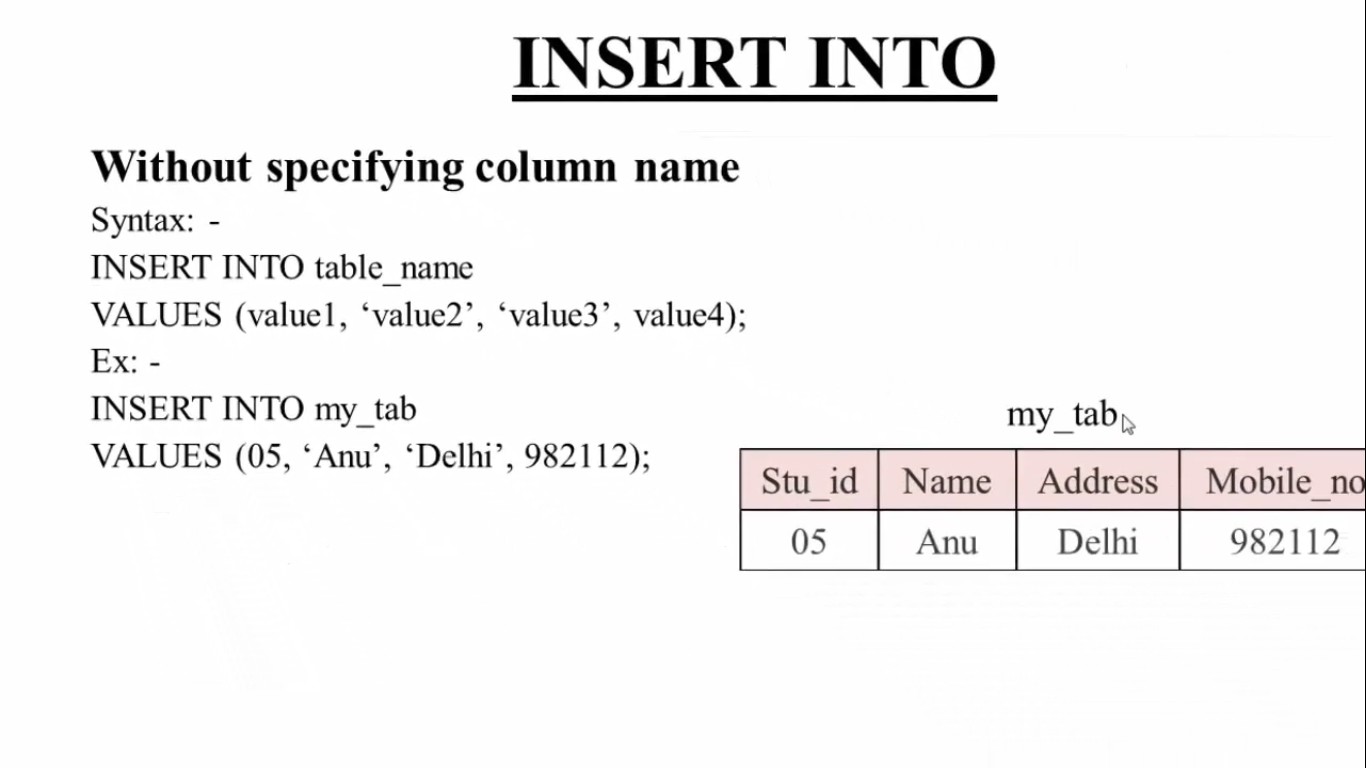 INSERT INTO
Without specifying column name
Syntax: -
INSERT INTO table_name
VALUES (value1, ‘value2’, ‘value3’, value4);
Ex: -
INSERT INTO my_tab
VALUES (05, ‘Anu’, ‘Delhi’, 982112);
my_tab
Stu_id Name Address Mobile_no
05 Anu Delhi 982112